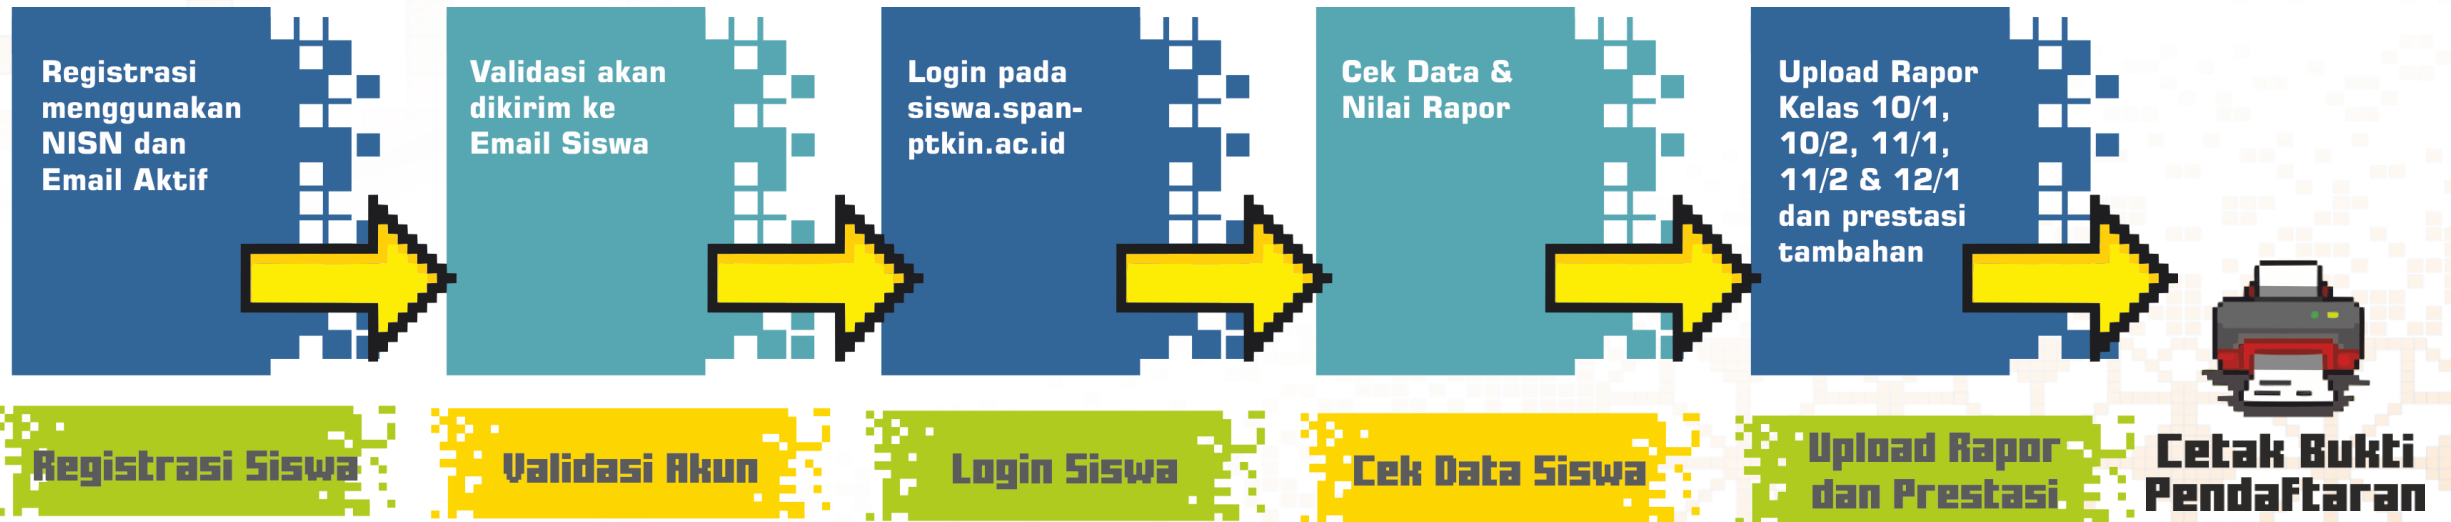 Registrasi
menggunakan
NISN dan
Email Aktif
Registrasi Siswa
Validasi akan
dikirim ke
Email Siswa
Validasi Akun
Login pada
siswa.span-
ptkin.ac.id
Login Siswa
Cek Data &
Nilai Rapor
Cek Data Siswa
Upload Rapor
Kelas 10/1,
10/2, 11/1,
11/2 & 12/1
dan prestasi
tambahan
Upload Rapor
dan Prestasi
Cetak Bukti
Pendaftaran